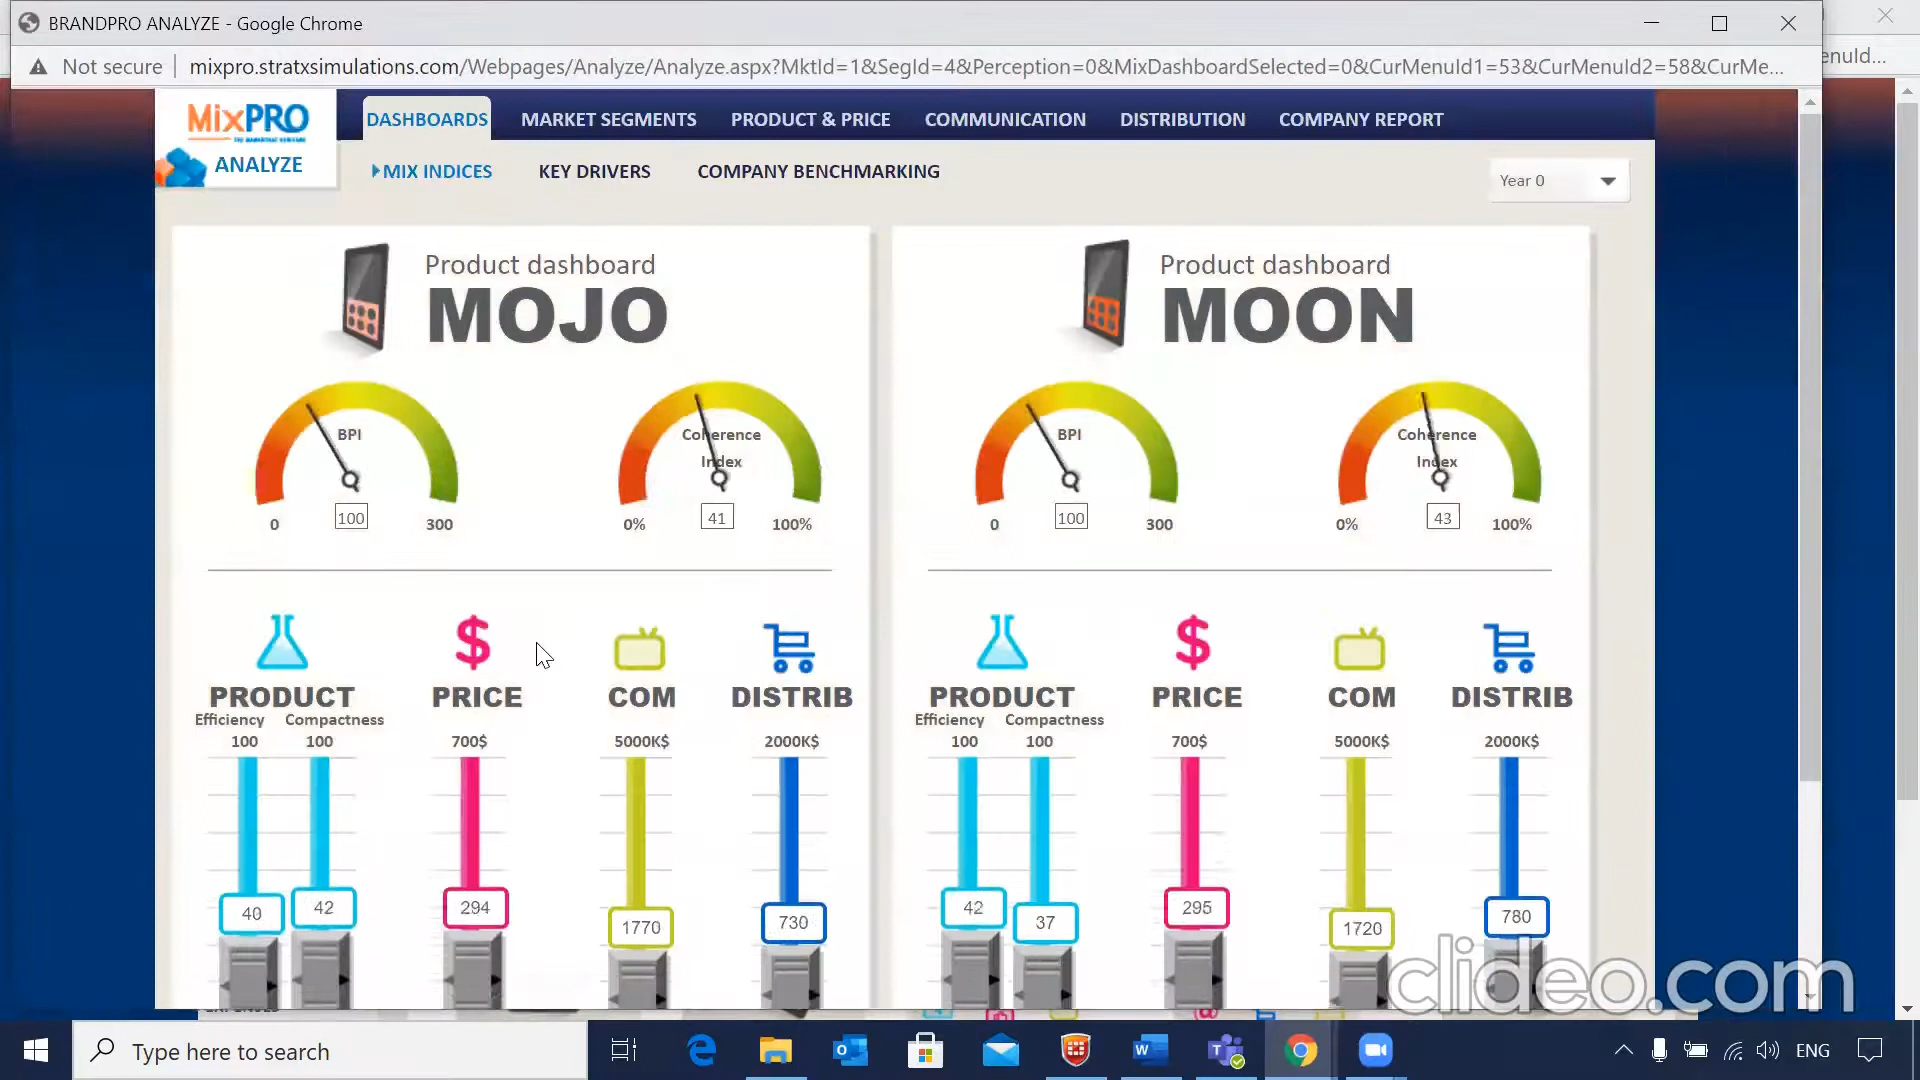 BRANDPRO ANALYZE - Google Chrome
Not secure mixpro.stratxsimulations.com/Webpages/Analyze/Analyze.aspx?MktId=1&SegId=4&Perception=0&MixDashboardSelected=0&CurMenuId1=53&CurMenuId2=58&CurMe... enuId...
MixPRO
ANALYZE
DASHBOARDS MARKET SEGMENTS PRODUCT & PRICE COMMUNICATION DISTRIBUTION COMPANY REPORT
MIX INDICES KEY DRIVERS COMPANY BENCHMARKING
Year 0
Product dashboard
MOJO
BPI
0 100 300
Coherence
Index
0% 41 100%
PRODUCT PRICE COM DISTRIB
Efficiency Compactness
100 100 700$ 5000K$ 2000K$
40 42 294 1770 730
Product dashboard
MOON
BPI
0 100 300
Coherence
Index
0% 43 100%
PRODUCT PRICE COM DISTRIB
Efficiency Compactness
100 100 700$ 5000K$ 2000K$
42 37 295 1720 780
clideo.com
Type here to search
ENG